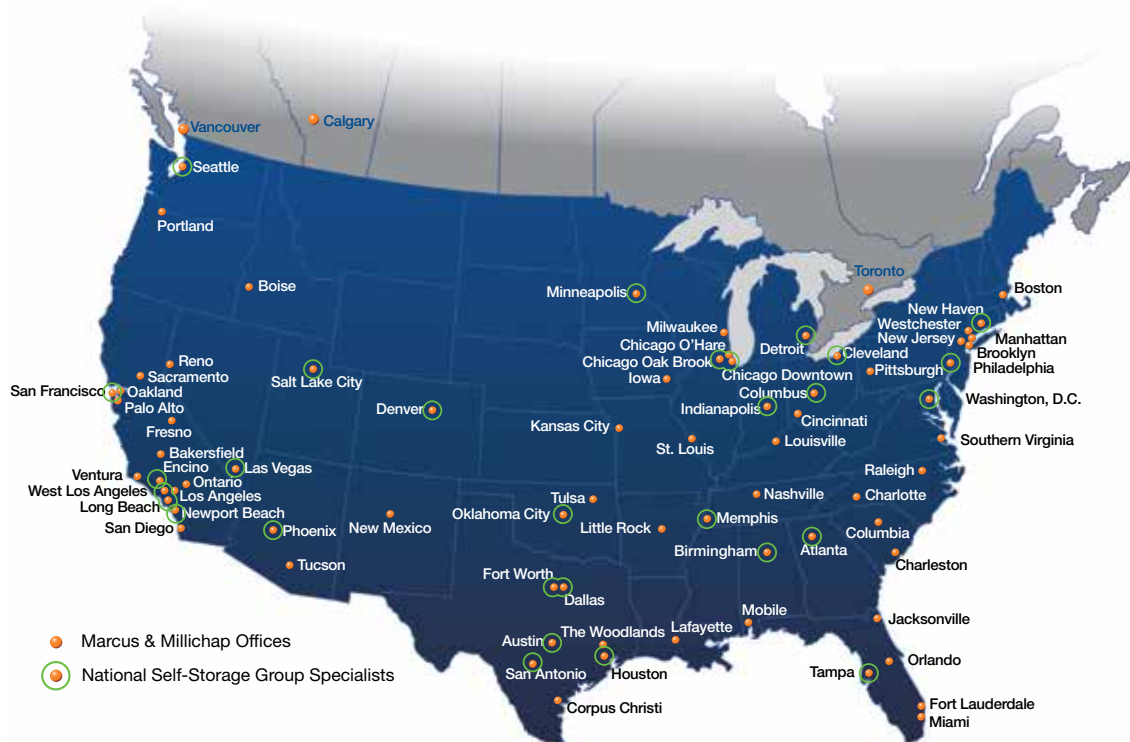 Vancouver
Calgary
Seattle
Portland
Boise
Toronto
Minneapolis
Boston
New Haven
Milwaukee
Westchester
Chicago O'Hare
New Jersey
Manhattan
Detroit
Cleveland
Brooklyn
Reno
Chicago Oak Brook
Philadelphia
Sacramento
Salt Lake City
Iowa
Chicago Downtown
Pittsburgh
San Francisco
Oakland
Columbus
Palo Alto
Denver
Indianapolis
Washington, D.C.
Fresno
Kansas City
Cincinnati
St. Louis
Louisville
Southern Virginia
Bakersfield
Encino
Las Vegas
Raleigh
Ventura
Ontario
West Los Angeles
Los Angeles
Tulsa
Nashville
Charlotte
Long Beach
Newport Beach
New Mexico
Oklahoma City
Memphis
San Diego
Phoenix
Little Rock
Columbia
Birmingham
Atlanta
Tucson
Charleston
Fort Worth
Dallas
Mobile
Jacksonville
Marcus & Millichap Offices
Austin
The Woodlands
Lafayette
Orlando
National Self-Storage Group Specialists
San Antonio
Houston
Tampa
Corpus Christi
Fort Lauderdale
Miami